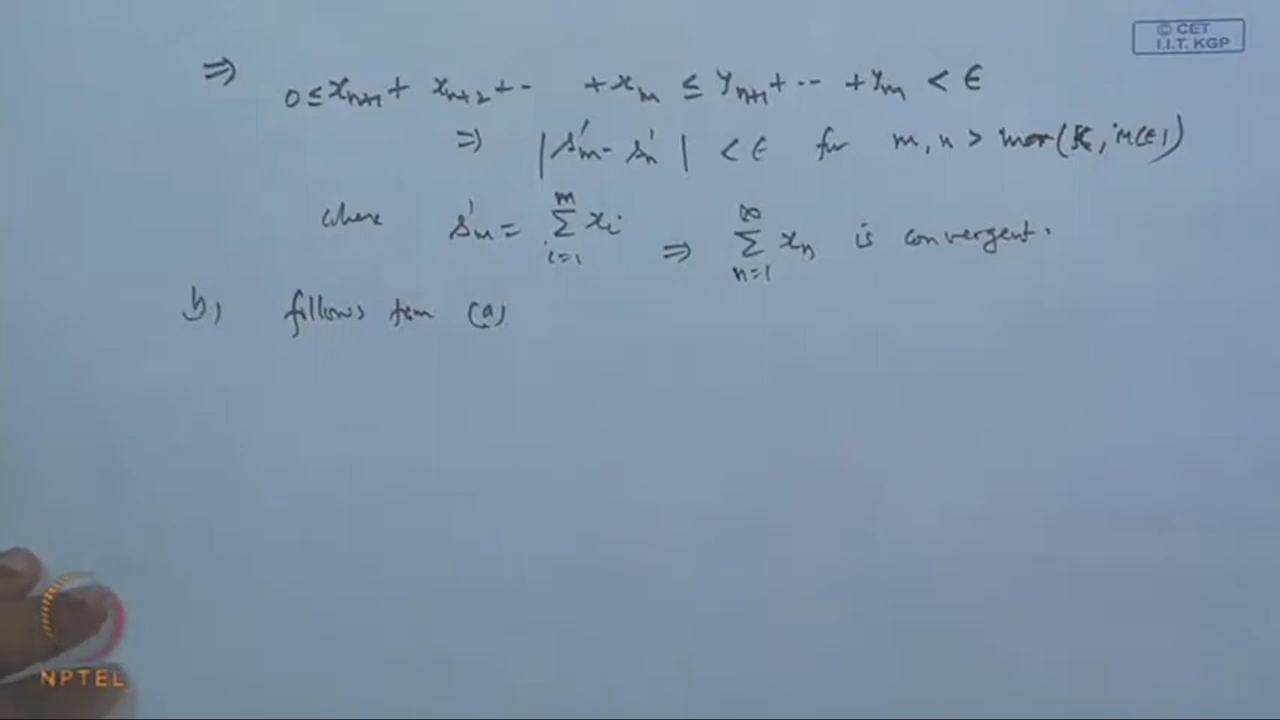 © CET
I.I.T. KGP
⇒ 0 ≤ x_{n+1} + x_{n+2} + ·· + x_m ≤ y_{n+1} + ··· + y_m < ε
⇒ |s'_m - s'_n| < ε for m, n > max(K, M(ε))
where s'_m = Σ_{i=1}^{m} x_i ⇒ Σ_{n=1}^{∞} x_n is convergent.
b) follows from (a)
NPTEL